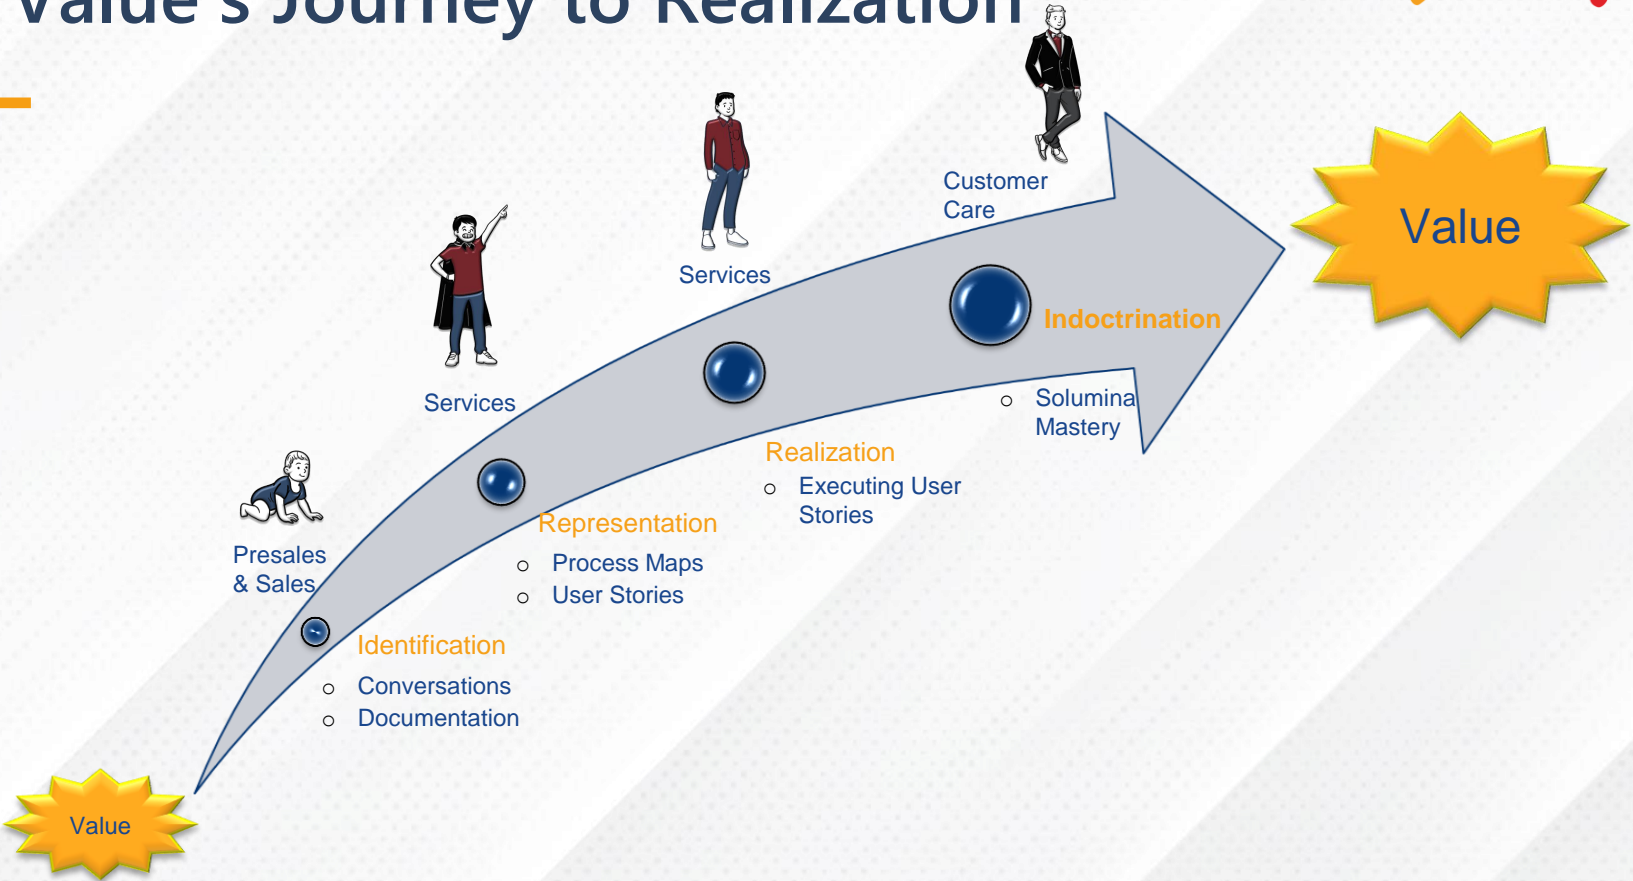 Value's Journey to Realization
Customer
Care
Value
Services
Indoctrination
Solumina
Mastery
Services
Realization
Executing User
Stories
Representation
Process Maps
User Stories
Presales
& Sales
Identification
Conversations
Documentation
Value